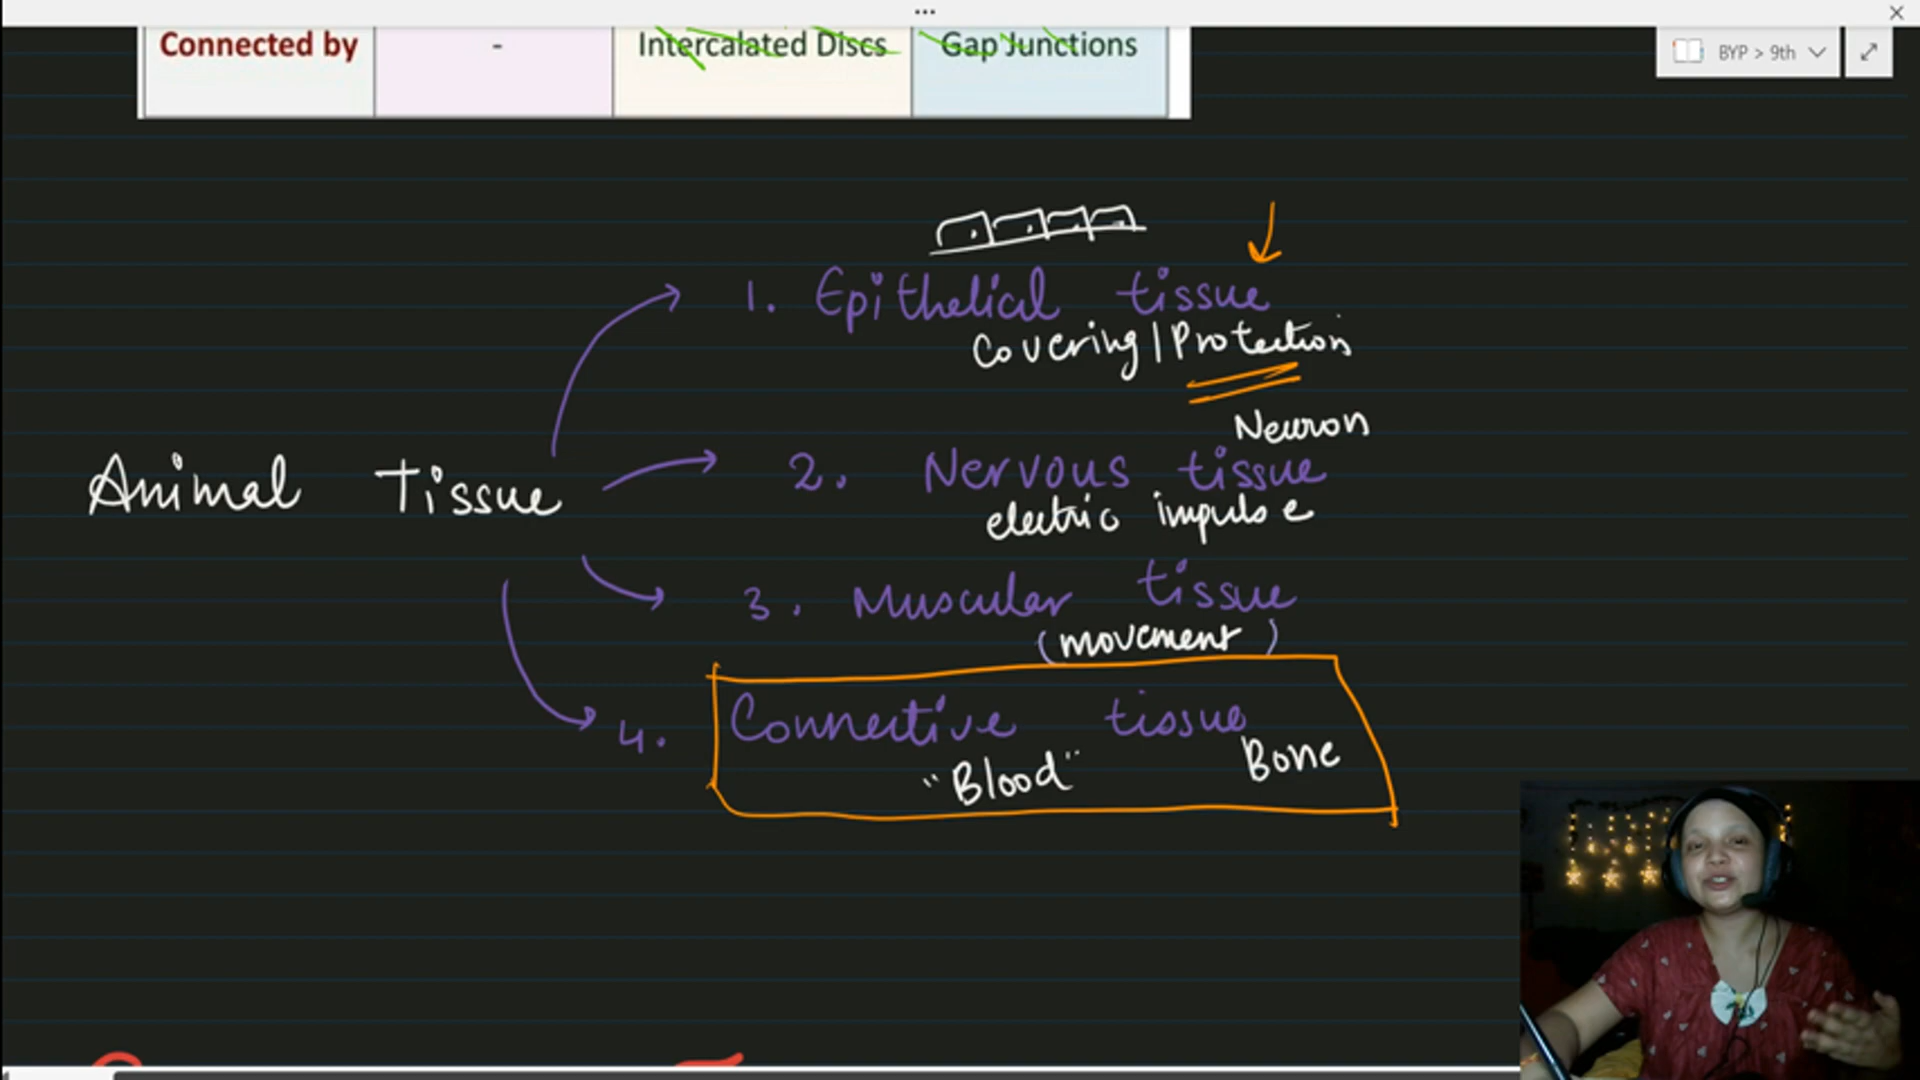 ...
BYP > 9th
Connected by - Intercalated Discs Gap Junctions
1. Epithelial tissue
Covering/Protection
Neuron
2. Nervous tissue
electric impulse
Animal Tissue
3. Muscular tissue
(movement)
4. Connective tissue
"Blood" Bone